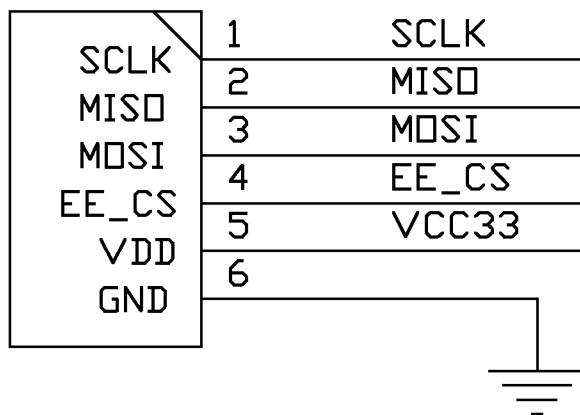 1 SCLK
SCLK
2 MISO
MISO
3 MOSI
MOSI
4 EE_CS
EE_CS
5 VCC33
VDD
6
GND